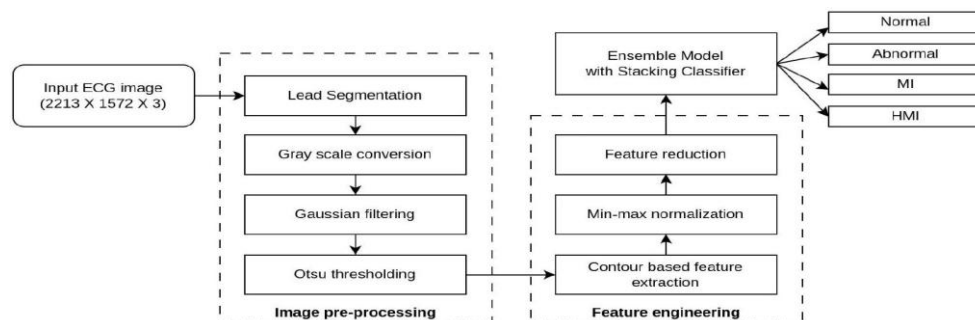 Input ECG image
(2213 X 1572 X 3)
Lead Segmentation
Gray scale conversion
Gaussian filtering
Otsu thresholding
Image pre-processing
Contour based feature
extraction
Min-max normalization
Feature reduction
Feature engineering
Ensemble Model
with Stacking Classifier
Normal
Abnormal
MI
HMI